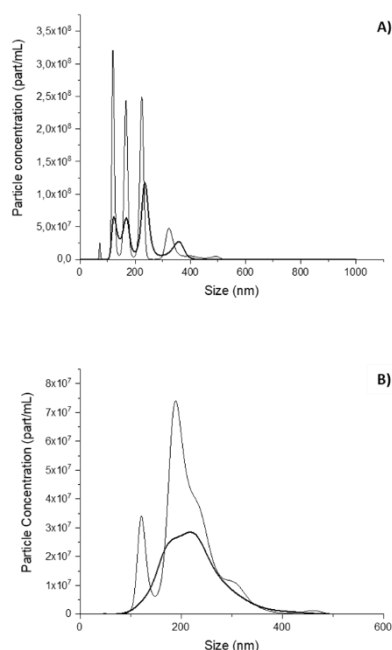 A)
Particle concentration (part/mL)
3,5x10⁸
3,0x10⁸
2,5x10⁸
2,0x10⁸
1,5x10⁸
1,0x10⁸
5,0x10⁷
0,0
0 200 400 600 800 1000
Size (nm)
B)
Particle Concentration (part/mL)
8x10⁷
7x10⁷
6x10⁷
5x10⁷
4x10⁷
3x10⁷
2x10⁷
1x10⁷
0
0 200 400 600
Size (nm)